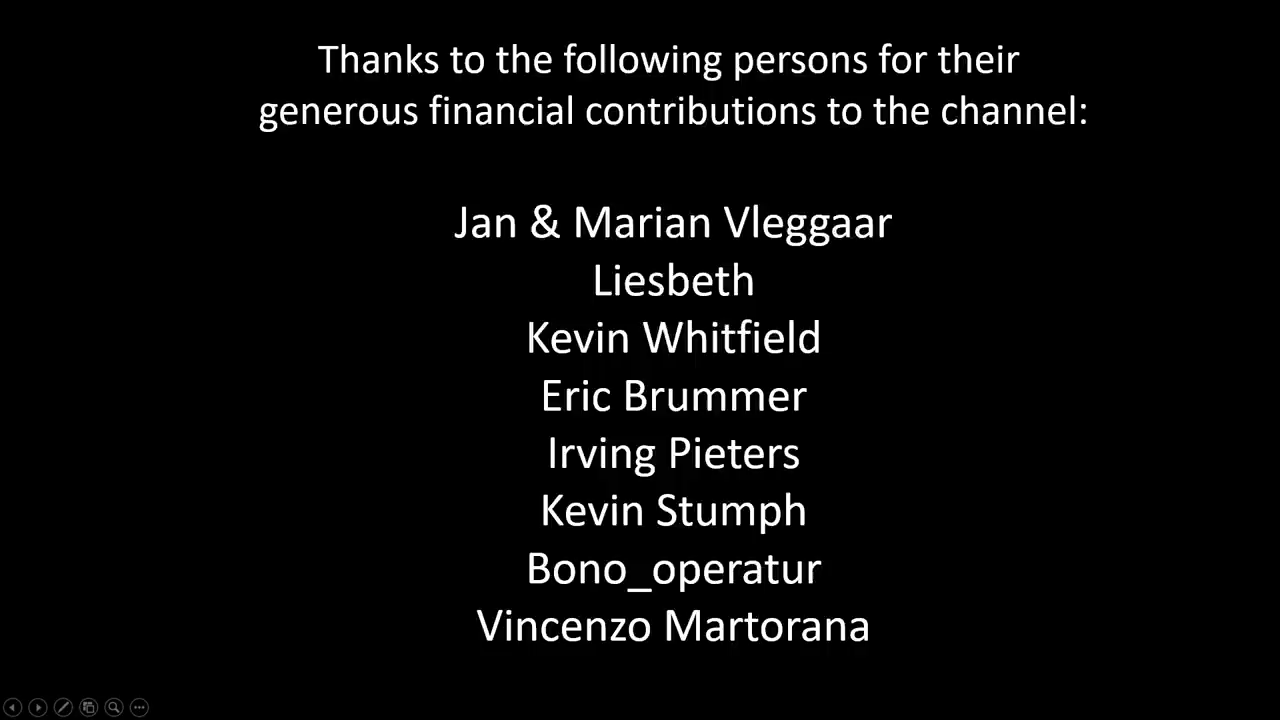 Thanks to the following persons for their
generous financial contributions to the channel:
Jan & Marian Vleggaar
Liesbeth
Kevin Whitfield
Eric Brummer
Irving Pieters
Kevin Stumph
Bono_operatur
Vincenzo Martorana